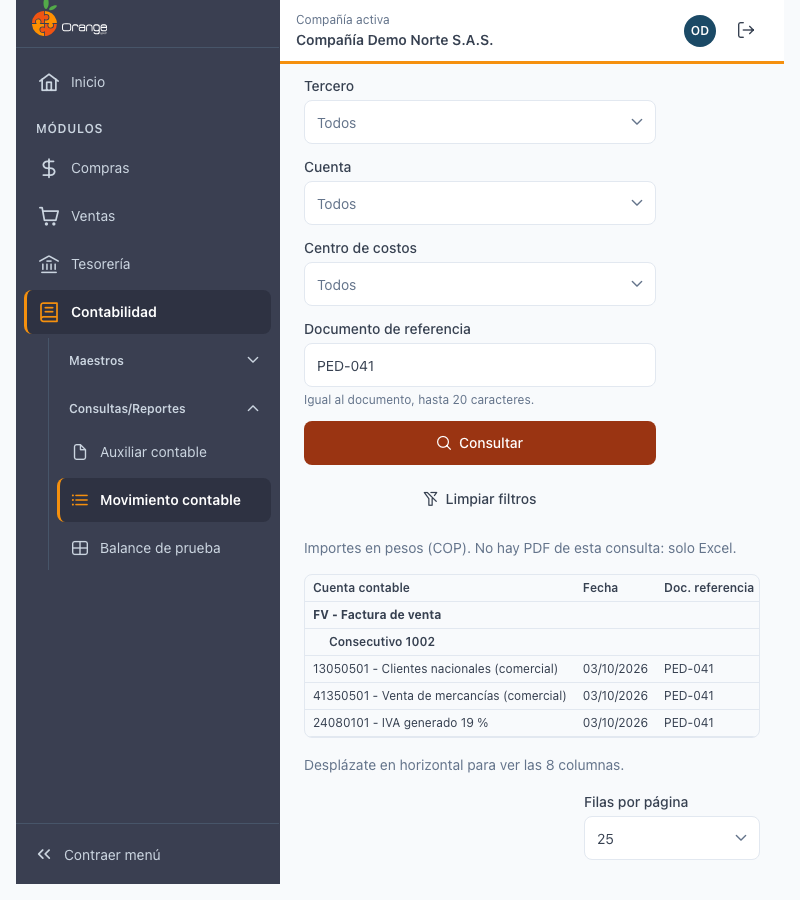 Orange
Compañía activa
Compañía Demo Norte S.A.S.
OD
Inicio
MÓDULOS
Compras
Ventas
Tesorería
Contabilidad
Maestros
Consultas/Reportes
Auxiliar contable
Movimiento contable
Balance de prueba
Contraer menú
Tercero
Todos
Cuenta
Todos
Centro de costos
Todos
Documento de referencia
PED-041
Igual al documento, hasta 20 caracteres.
Consultar
Limpiar filtros
Importes en pesos (COP). No hay PDF de esta consulta: solo Excel.
Cuenta contable Fecha Doc. referencia
FV - Factura de venta
Consecutivo 1002
13050501 - Clientes nacionales (comercial) 03/10/2026 PED-041
41350501 - Venta de mercancías (comercial) 03/10/2026 PED-041
24080101 - IVA generado 19 % 03/10/2026 PED-041
Desplázate en horizontal para ver las 8 columnas.
Filas por página
25